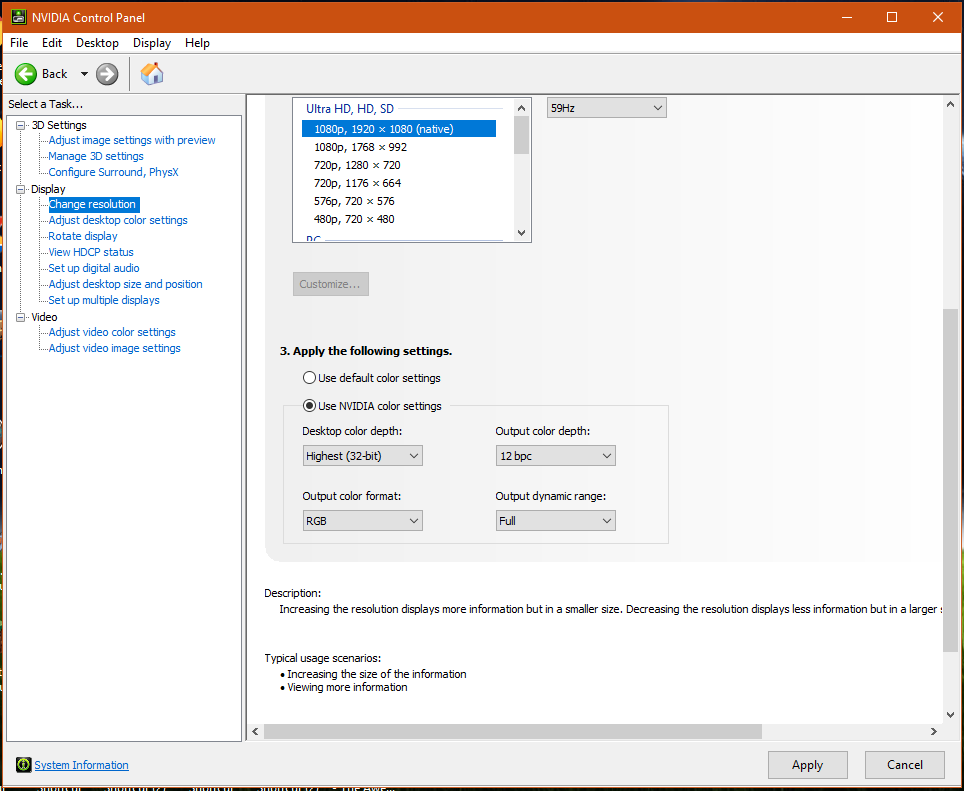 NVIDIA Control Panel
File Edit Desktop Display Help
Back
Select a Task...
3D Settings
Adjust image settings with preview
Manage 3D settings
Configure Surround, PhysX
Display
Change resolution
Adjust desktop color settings
Rotate display
View HDCP status
Set up digital audio
Adjust desktop size and position
Set up multiple displays
Video
Adjust video color settings
Adjust video image settings
Ultra HD, HD, SD
1080p, 1920 × 1080 (native)
1080p, 1768 × 992
720p, 1280 × 720
720p, 1176 × 664
576p, 720 × 576
480p, 720 × 480
PC
59Hz
Customize...
3. Apply the following settings.
Use default color settings
Use NVIDIA color settings
Desktop color depth: Output color depth:
Highest (32-bit) 12 bpc
Output color format: Output dynamic range:
RGB Full
Description:
Increasing the resolution displays more information but in a smaller size. Decreasing the resolution displays less information but in a larger
Typical usage scenarios:
• Increasing the size of the information
• Viewing more information
System Information
Apply Cancel